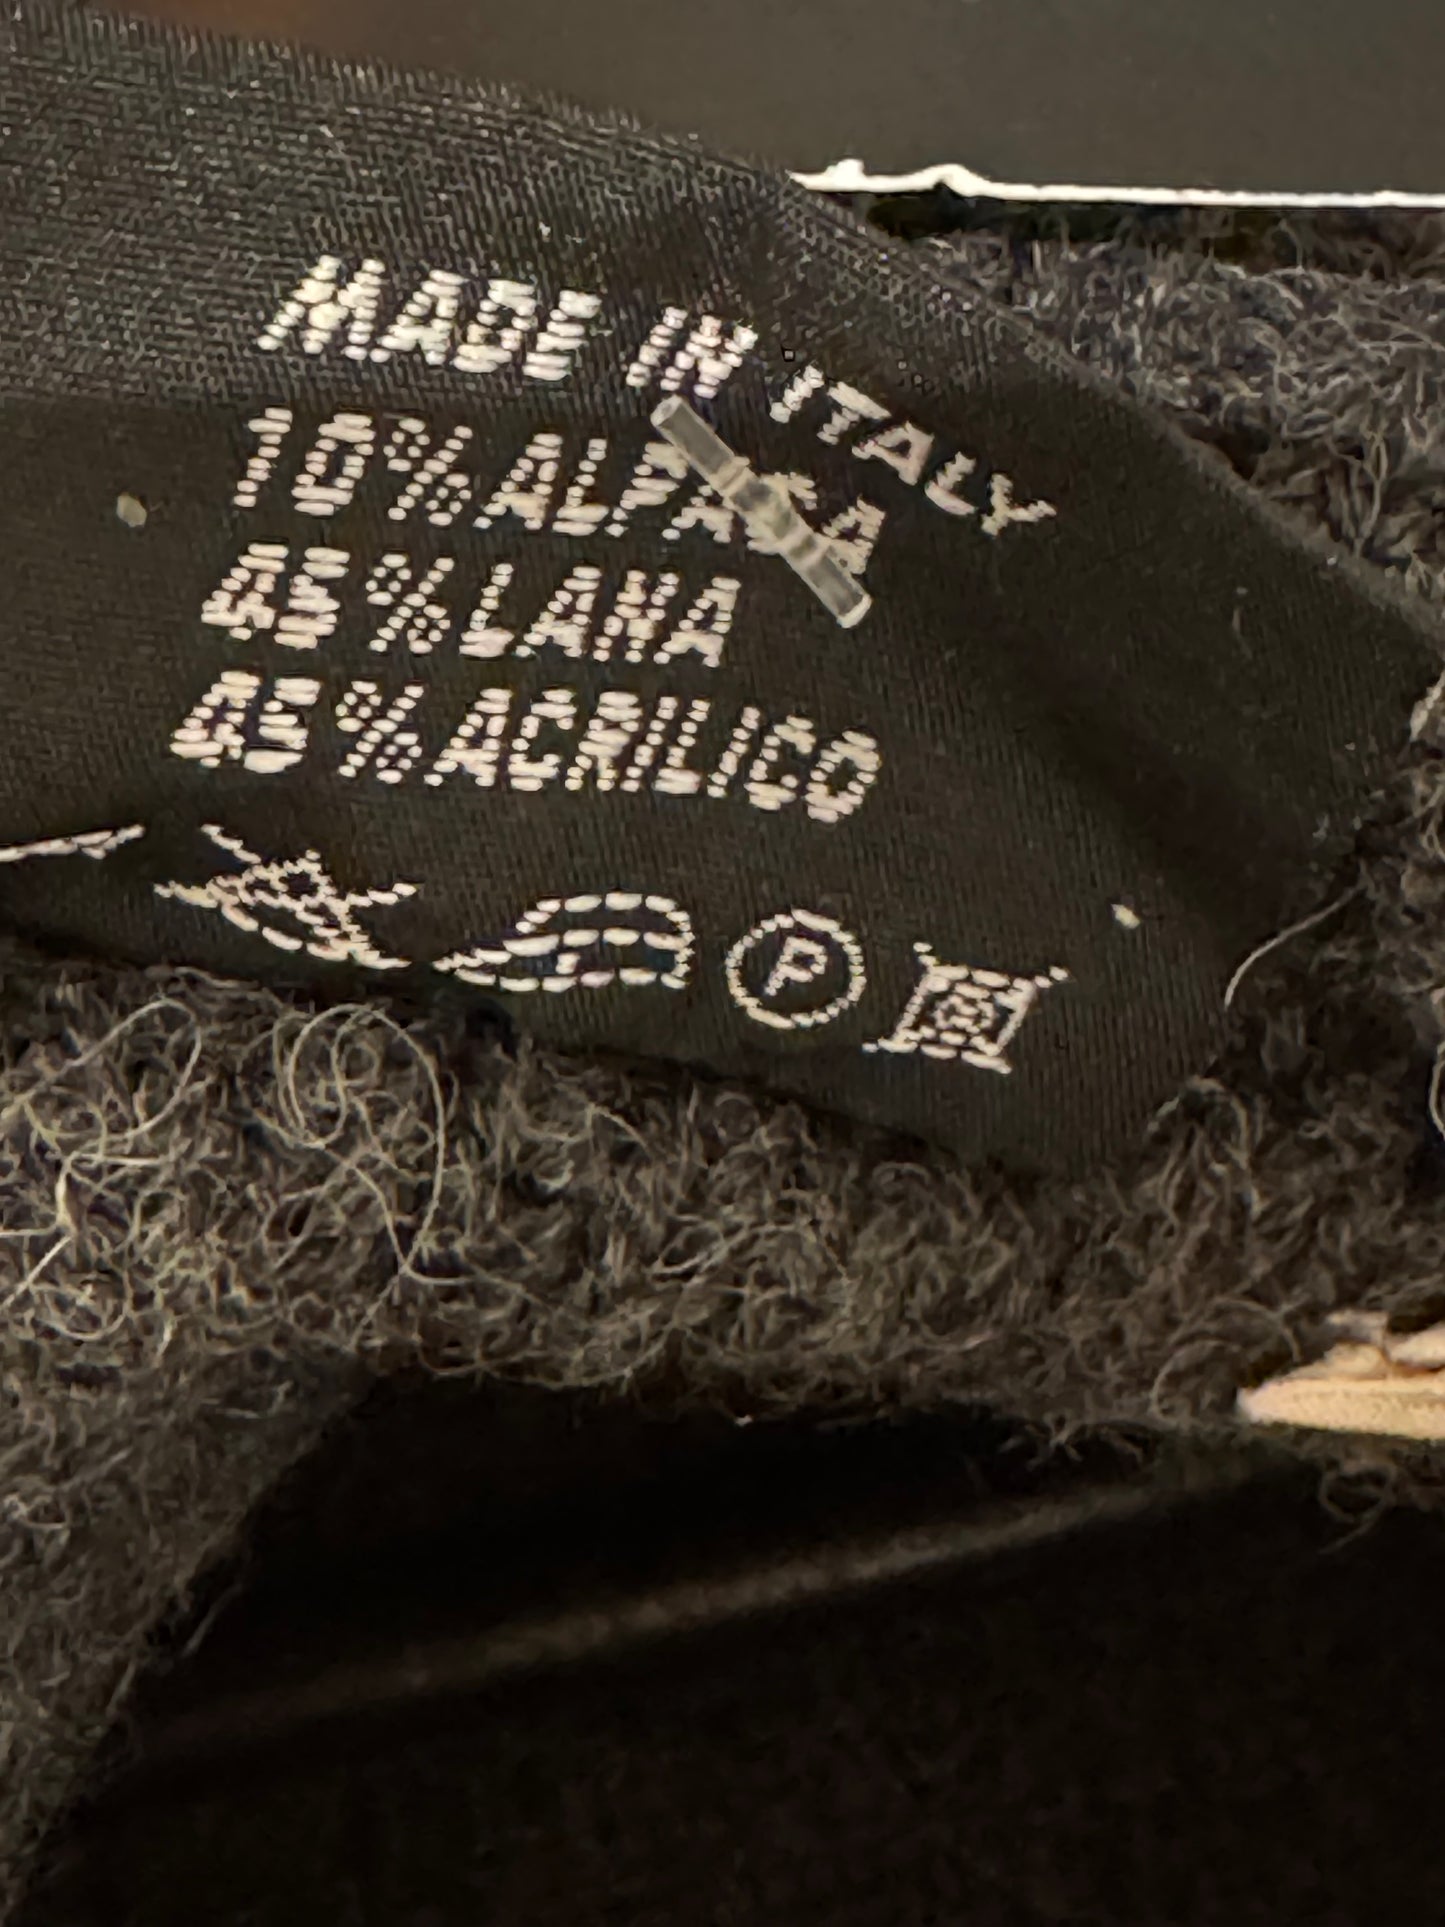 MADE IN ITALY
10% ALPACA
45% LANA
45% ACRILICO
P